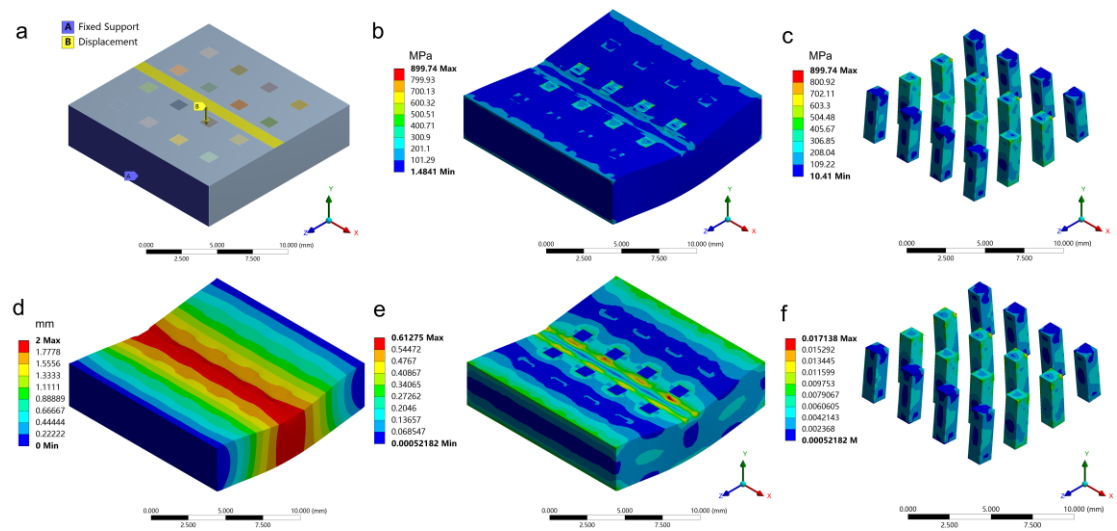 a
A Fixed Support
B Displacement
B
A
Y
Z
X
0.000 5.000 10.000 (mm)
2.500 7.500
b
MPa
899.74 Max
799.93
700.13
600.32
500.51
400.71
300.9
201.1
101.29
1.4841 Min
Y
Z
X
0.000 5.000 10.000 (mm)
2.500 7.500
c
MPa
899.74 Max
800.92
702.11
603.3
504.48
405.67
306.85
208.04
109.22
10.41 Min
Y
Z
X
0.000 5.000 10.000 (mm)
2.500 7.500
d
mm
2 Max
1.7778
1.5556
1.3333
1.1111
0.88889
0.66667
0.44444
0.22222
0 Min
0.000 5.000 10.000 (mm)
2.500 7.500
e
0.61275 Max
0.54472
0.4767
0.40867
0.34065
0.27262
0.2046
0.13657
0.068547
0.00052182 Min
Y
Z
X
0.000 5.000 10.000 (mm)
2.500 7.500
f
0.017138 Max
0.015292
0.013445
0.011599
0.009753
0.0079067
0.0060605
0.0042143
0.002368
0.00052182 M
Y
Z
X
0.000 5.000 10.000 (mm)
2.500 7.500